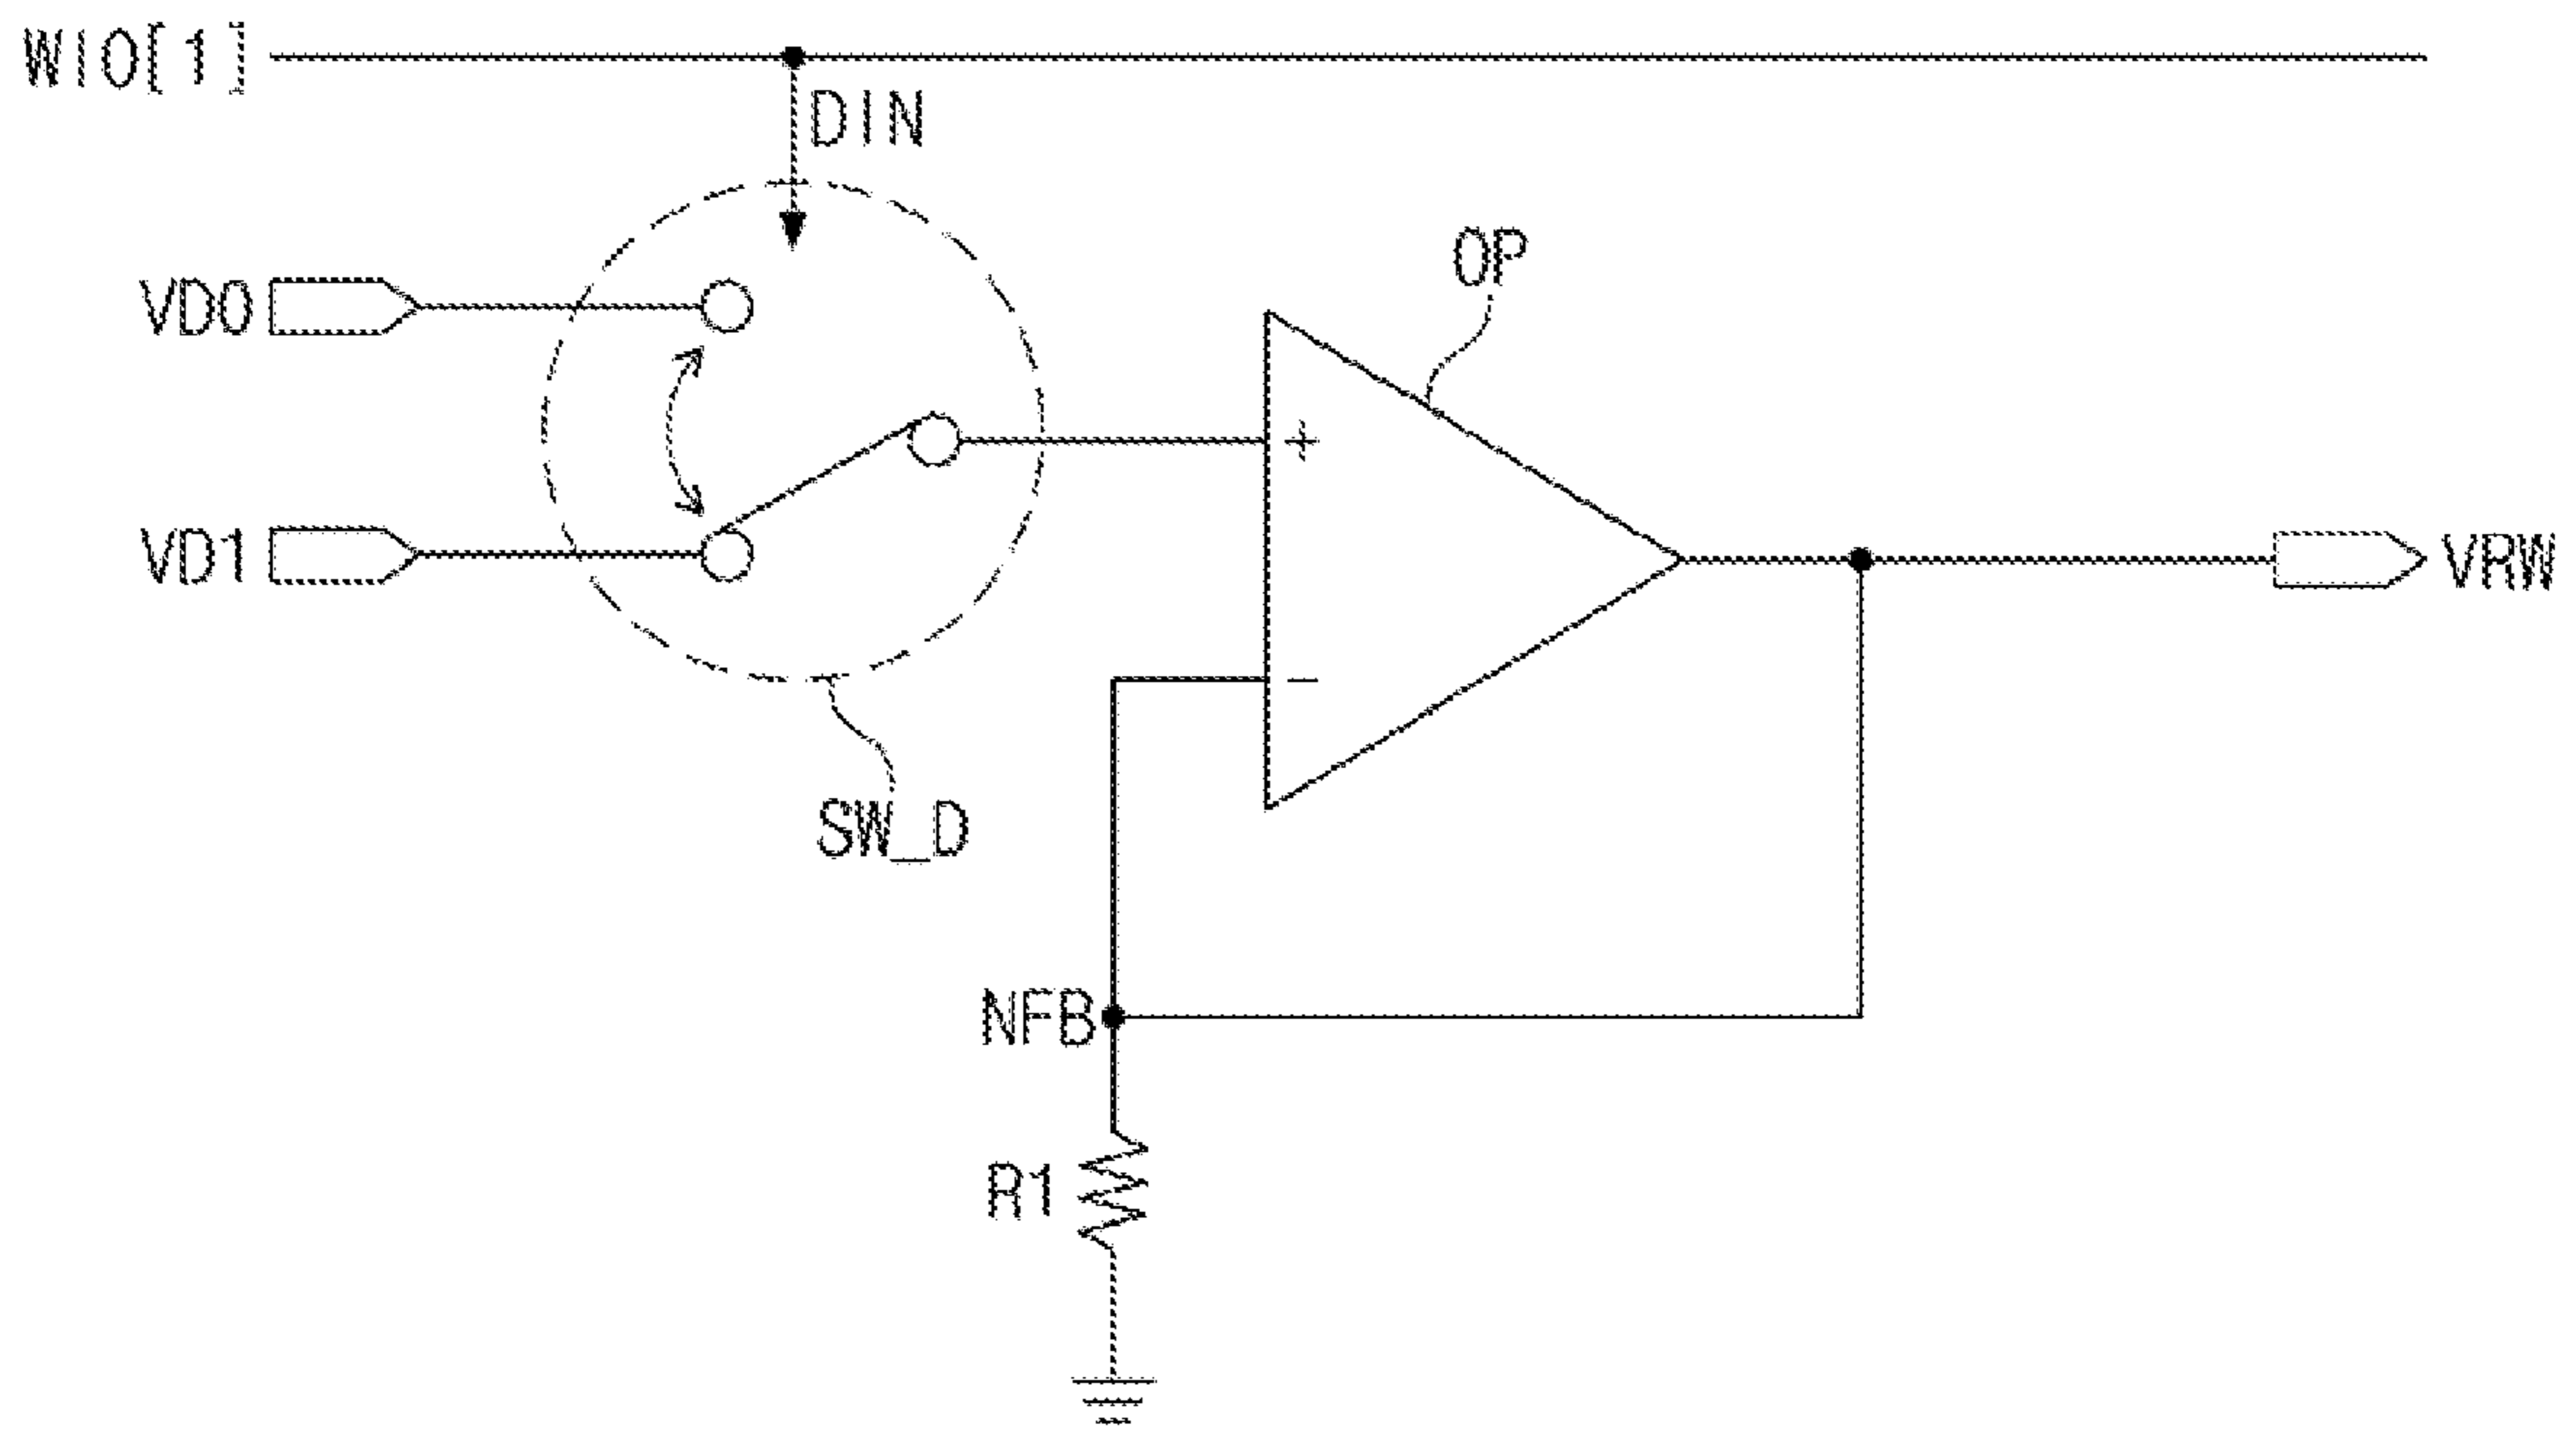 WIO[1]
DIN
VD0
OP
+
VD1
VRW
−
SW_D
NFB
R1